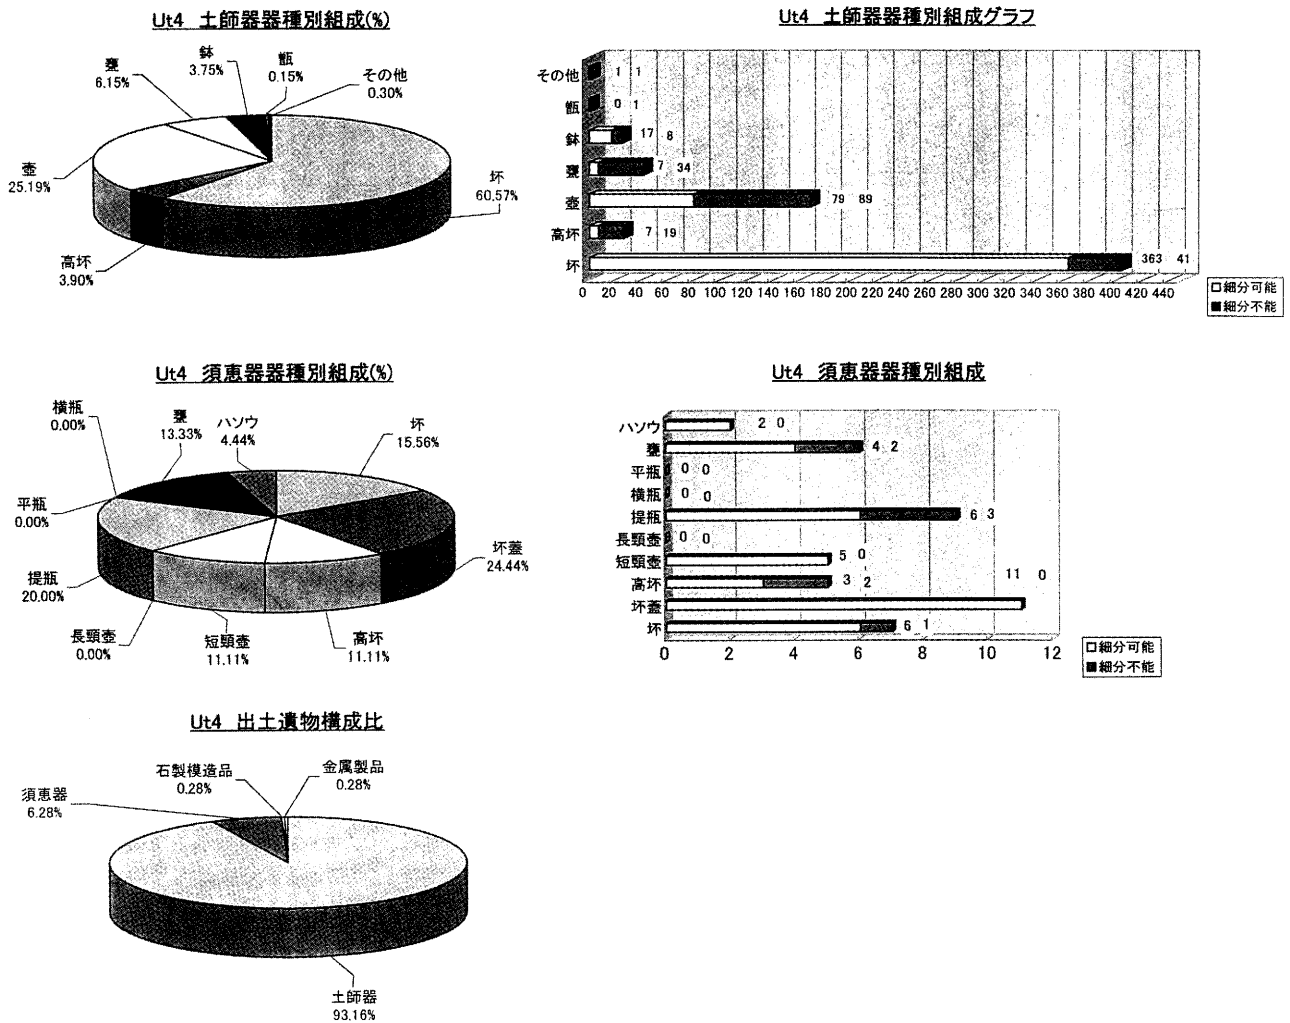 Ut4 土師器器種別組成(%)
甕
6.15%
鉢
3.75%
甑
0.15%
その他
0.30%
壺
25.19%
坏
60.57%
高坏
3.90%
Ut4 土師器器種別組成グラフ
その他 1 1
甑 0 1
鉢 17 8
甕 7 34
壺 79 89
高坏 7 19
坏 363 41
0 20 40 60 80 100 120 140 160 180 200 220 240 260 280 300 320 340 360 380 400 420 440
細分可能
細分不能
Ut4 須恵器器種別組成(%)
横瓶
0.00%
甕
13.33%
ハソウ
4.44%
坏
15.56%
平瓶
0.00%
坏蓋
24.44%
提瓶
20.00%
長頸壺
0.00%
短頸壺
11.11%
高坏
11.11%
Ut4 須恵器器種別組成
ハソウ 2 0
甕 4 2
平瓶 0 0
横瓶 0 0
提瓶 6 3
長頸壺 0 0
短頸壺 5 0
高坏 3 2
坏蓋 11 0
坏 6 1
0 2 4 6 8 10 12
細分可能
細分不能
Ut4 出土遺物構成比
石製模造品
0.28%
金属製品
0.28%
須恵器
6.28%
土師器
93.16%